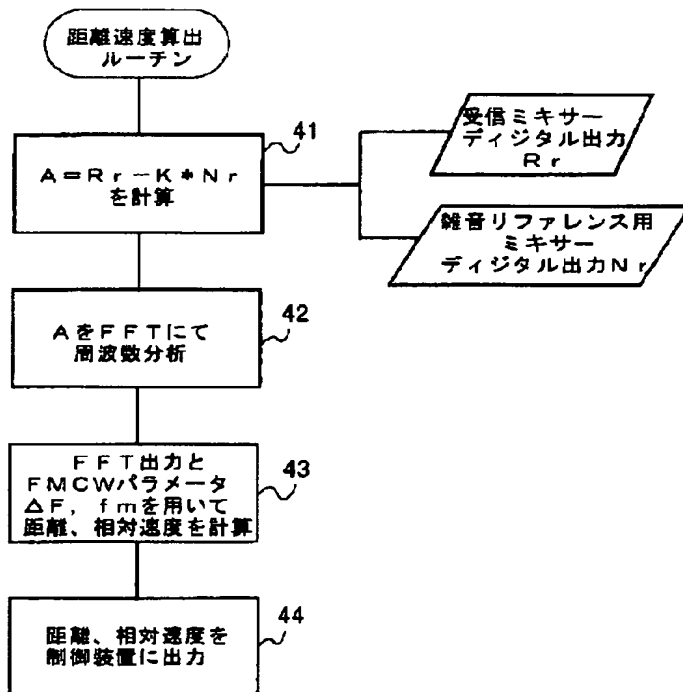 距離速度算出
ルーチン
41
A=Rr-K*Nr
を計算
受信ミキサー
ディジタル出力
Rr
雑音リファレンス用
ミキサー
ディジタル出力Nr
42
AをFFTにて
周波数分析
43
FFT出力と
FMCWパラメータ
△F,fmを用いて
距離、相対速度を計算
44
距離、相対速度を
制御装置に出力